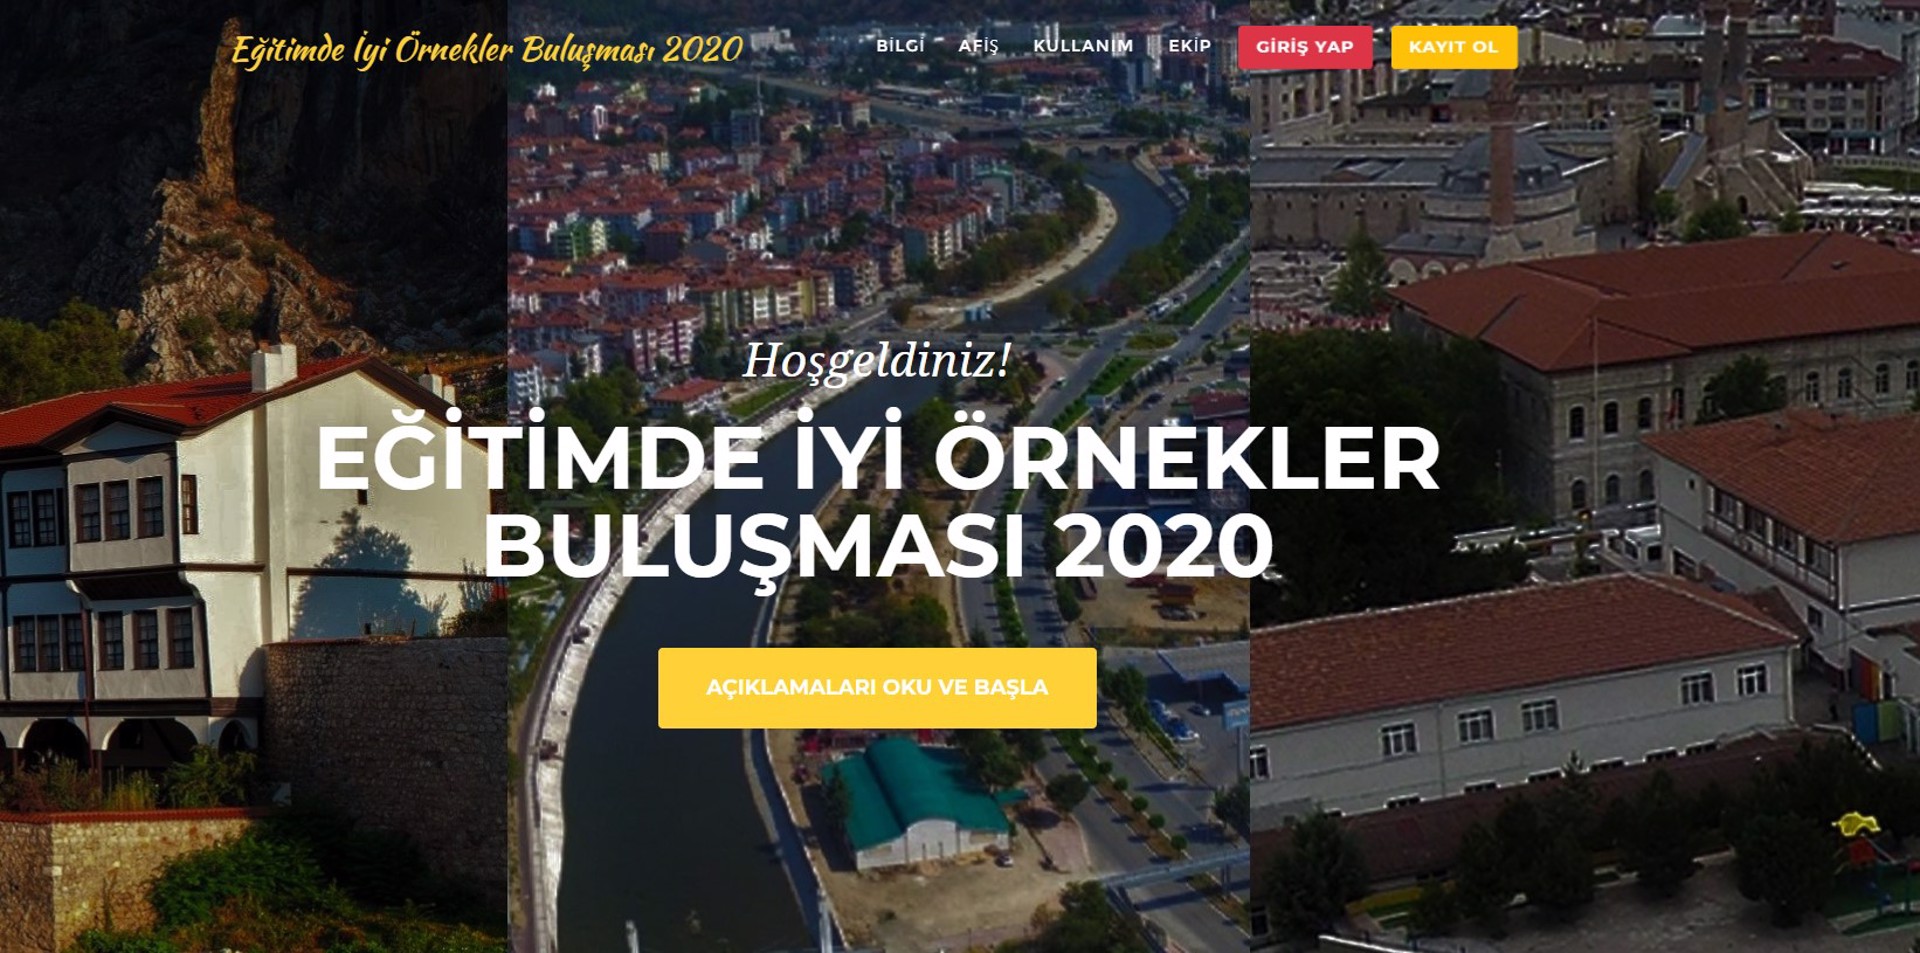 Eğitimde İyi Örnekler Buluşması 2020
BİLGİ
AFİŞ
KULLANIM
EKİP
GİRİŞ YAP
KAYIT OL
Hoşgeldiniz!
EĞİTİMDE İYİ ÖRNEKLER
BULUŞMASI 2020
AÇIKLAMALARI OKU VE BAŞLA